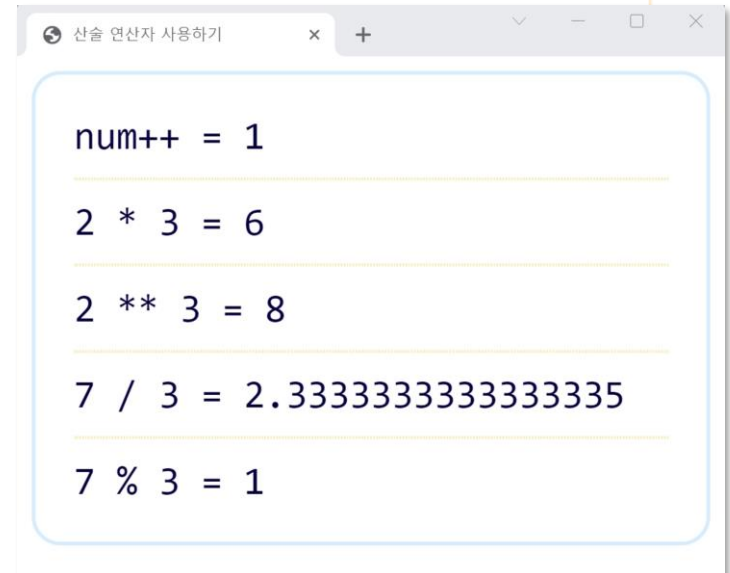 산술 연산자 사용하기
num++ = 1
2 * 3 = 6
2 ** 3 = 8
7 / 3 = 2.3333333333333335
7 % 3 = 1